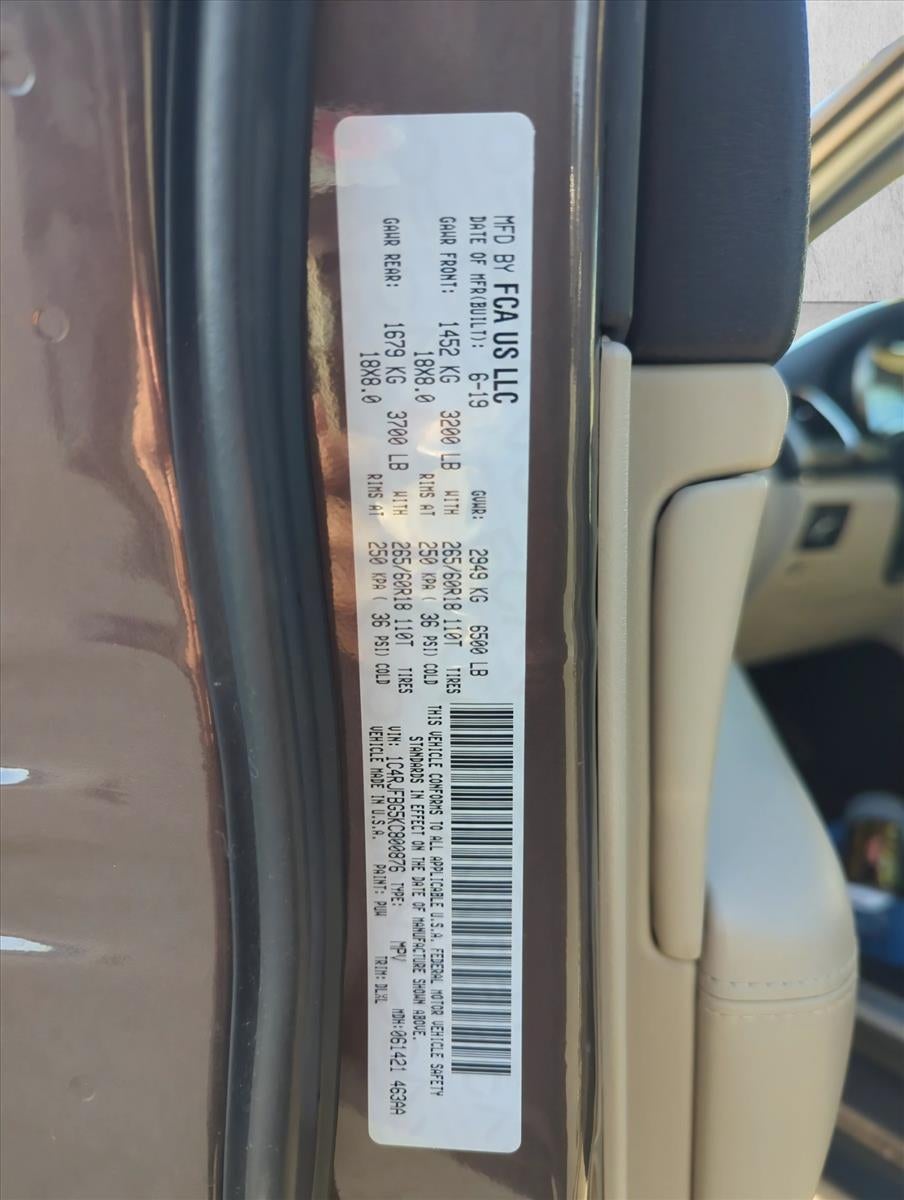 MFD BY FCA US LLC
DATE OF MFR(BUILT): 6-19 GVWR: 2949 KG 6500 LB
GAWR FRONT: 1452 KG 3200 LB WITH 265/60R18 110T TIRES
18X8.0 RIMS AT 250 KPA ( 36 PSI) COLD
GAWR REAR: 1679 KG 3700 LB WITH 265/60R18 110T TIRES
18X8.0 RIMS AT 250 KPA ( 36 PSI) COLD
THIS VEHICLE CONFORMS TO ALL APPLICABLE U.S.A. FEDERAL MOTOR VEHICLE SAFETY
STANDARDS IN EFFECT ON THE DATE OF MANUFACTURE SHOWN ABOVE.
VIN: 1C4RJFBG5KC800876 TYPE: MPV MDH:061421 463AA
VEHICLE MADE IN U.S.A. PAINT: PUW TRIM: DLXL